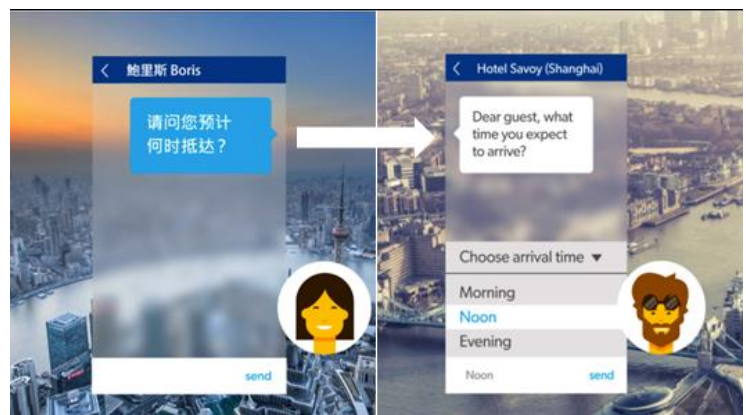 鲍里斯 Boris
请问您预计
何时抵达？
send
Hotel Savoy (Shanghai)
Dear guest, what
time you expect
to arrive?
Choose arrival time
Morning
Noon
Evening
Noon
send